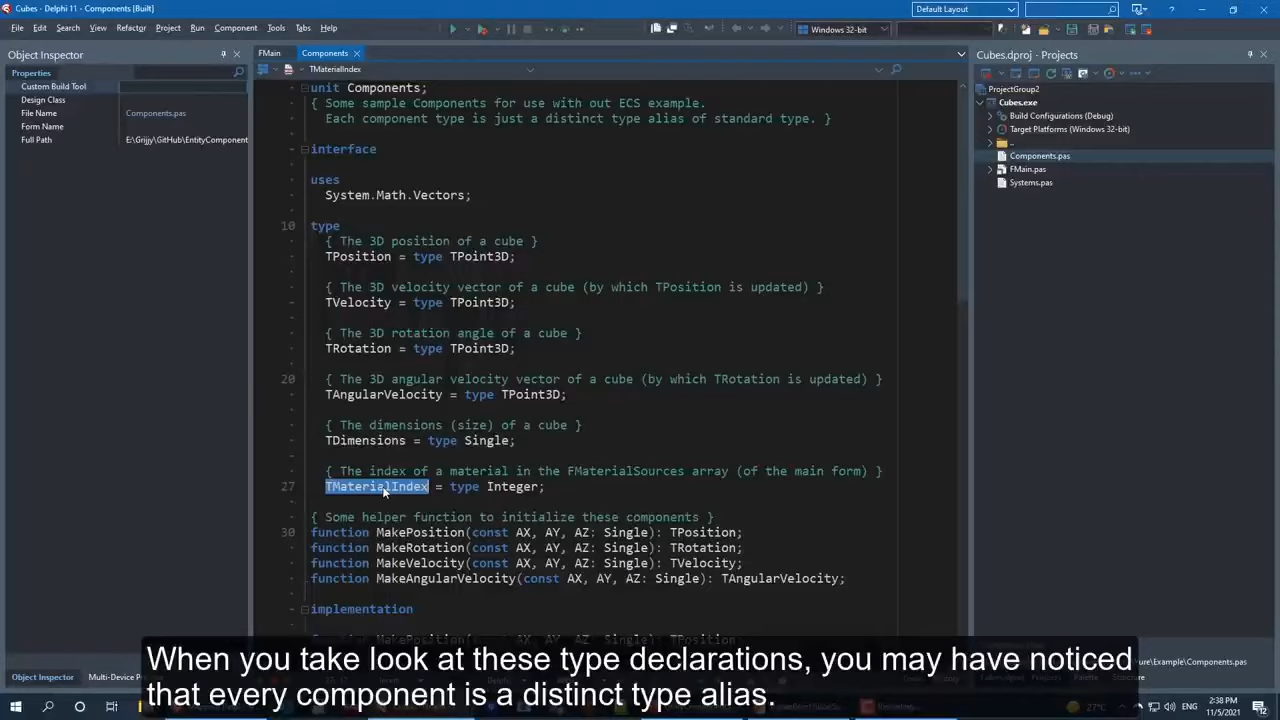 Cubes - Delphi 11 - Components [Built]
Default Layout
File Edit Search View Refactor Project Run Component Tools Tabs Help
Windows 32-bit
Object Inspector
Properties
Custom Build Tool
Design Class
File Name Components.pas
Form Name
Full Path E:\Grijjy\GitHub\EntityComponent
FMain Components
TMaterialIndex
unit Components;
{ Some sample Components for use with out ECS example.
Each component type is just a distinct type alias of standard type. }
interface
uses
System.Math.Vectors;
10 type
{ The 3D position of a cube }
TPosition = type TPoint3D;
{ The 3D velocity vector of a cube (by which TPosition is updated) }
TVelocity = type TPoint3D;
{ The 3D rotation angle of a cube }
TRotation = type TPoint3D;
20 { The 3D angular velocity vector of a cube (by which TRotation is updated) }
TAngularVelocity = type TPoint3D;
{ The dimensions (size) of a cube }
TDimensions = type Single;
{ The index of a material in the FMaterialSources array (of the main form) }
27 TMaterialIndex = type Integer;
{ Some helper function to initialize these components }
30 function MakePosition(const AX, AY, AZ: Single): TPosition;
function MakeRotation(const AX, AY, AZ: Single): TRotation;
function MakeVelocity(const AX, AY, AZ: Single): TVelocity;
function MakeAngularVelocity(const AX, AY, AZ: Single): TAngularVelocity;
implementation
Cubes.dproj - Projects
ProjectGroup2
Cubes.exe
Build Configurations (Debug)
Target Platforms (Windows 32-bit)
..
Components.pas
FMain.pas
Systems.pas
When you take look at these type declarations, you may have noticed
that every component is a distinct type alias.
Object Inspector
27°C
2:38 PM
11/5/2021